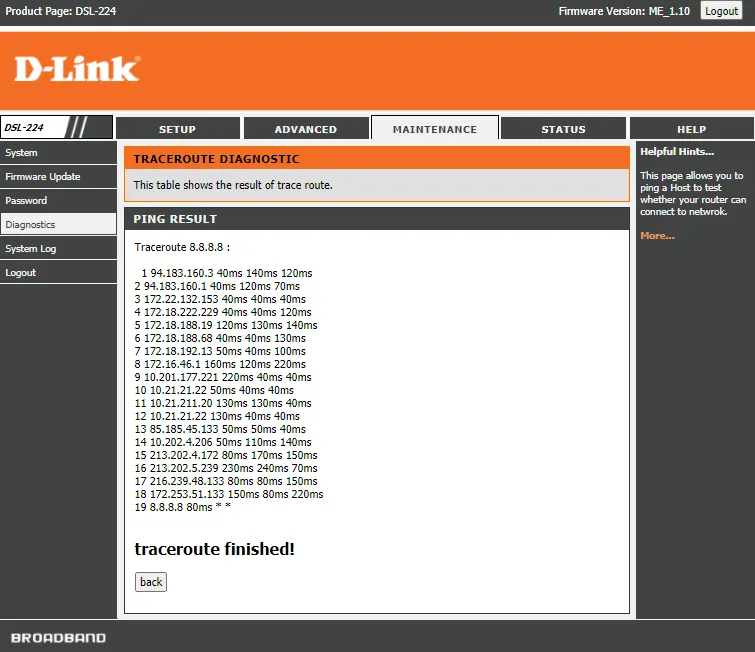 Product Page: DSL-224
Firmware Version: ME_1.10 Logout
D-Link
DSL-224
SETUP ADVANCED MAINTENANCE STATUS HELP
System
Firmware Update
Password
Diagnostics
System Log
Logout
TRACEROUTE DIAGNOSTIC
This table shows the result of trace route.
PING RESULT
Traceroute 8.8.8.8 :
1 94.183.160.3 40ms 140ms 120ms
2 94.183.160.1 40ms 120ms 70ms
3 172.22.132.153 40ms 40ms 40ms
4 172.18.222.229 40ms 40ms 120ms
5 172.18.188.19 120ms 130ms 140ms
6 172.18.188.68 40ms 40ms 130ms
7 172.18.192.13 50ms 40ms 100ms
8 172.16.46.1 160ms 120ms 220ms
9 10.201.177.221 220ms 40ms 40ms
10 10.21.21.22 50ms 40ms 40ms
11 10.21.211.20 130ms 130ms 40ms
12 10.21.21.22 130ms 40ms 40ms
13 85.185.45.133 50ms 50ms 40ms
14 10.202.4.206 50ms 110ms 140ms
15 213.202.4.172 80ms 170ms 150ms
16 213.202.5.239 230ms 240ms 70ms
17 216.239.48.133 80ms 80ms 150ms
18 172.253.51.133 150ms 80ms 220ms
19 8.8.8.8 80ms * *
traceroute finished!
back
Helpful Hints...
This page allows you to
ping a Host to test
whether your router can
connect to netwrok.
More...
BROADBAND